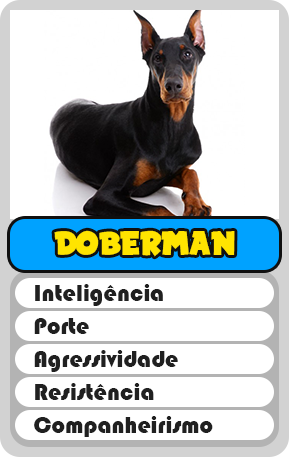 DOBERMAN
Inteligência
Porte
Agressividade
Resistência
Companheirismo